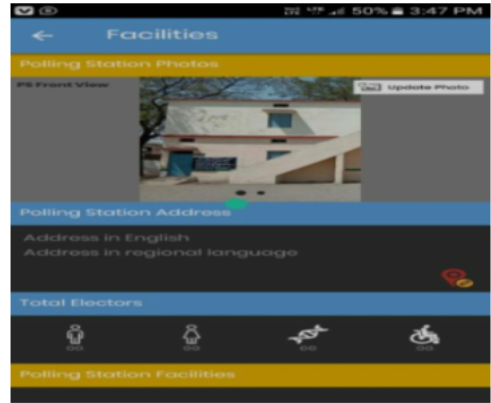 50% 3:47 PM
Facilities
Polling Station Photos
PS Front View
Update Photo
Polling Station Address
Address in English
Address in regional language
Total Electors
00 00 00 00
Polling Station Facilities